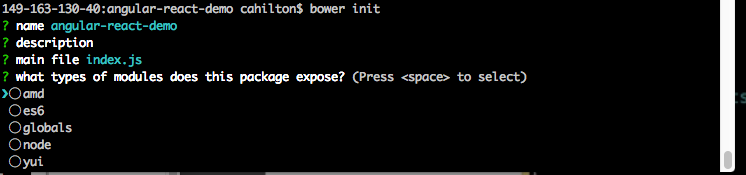 149-163-130-40:angular-react-demo cahilton$ bower init
? name angular-react-demo
? description
? main file index.js
? what types of modules does this package expose? (Press <space> to select)
❯◯ amd
◯ es6
◯ globals
◯ node
◯ yui